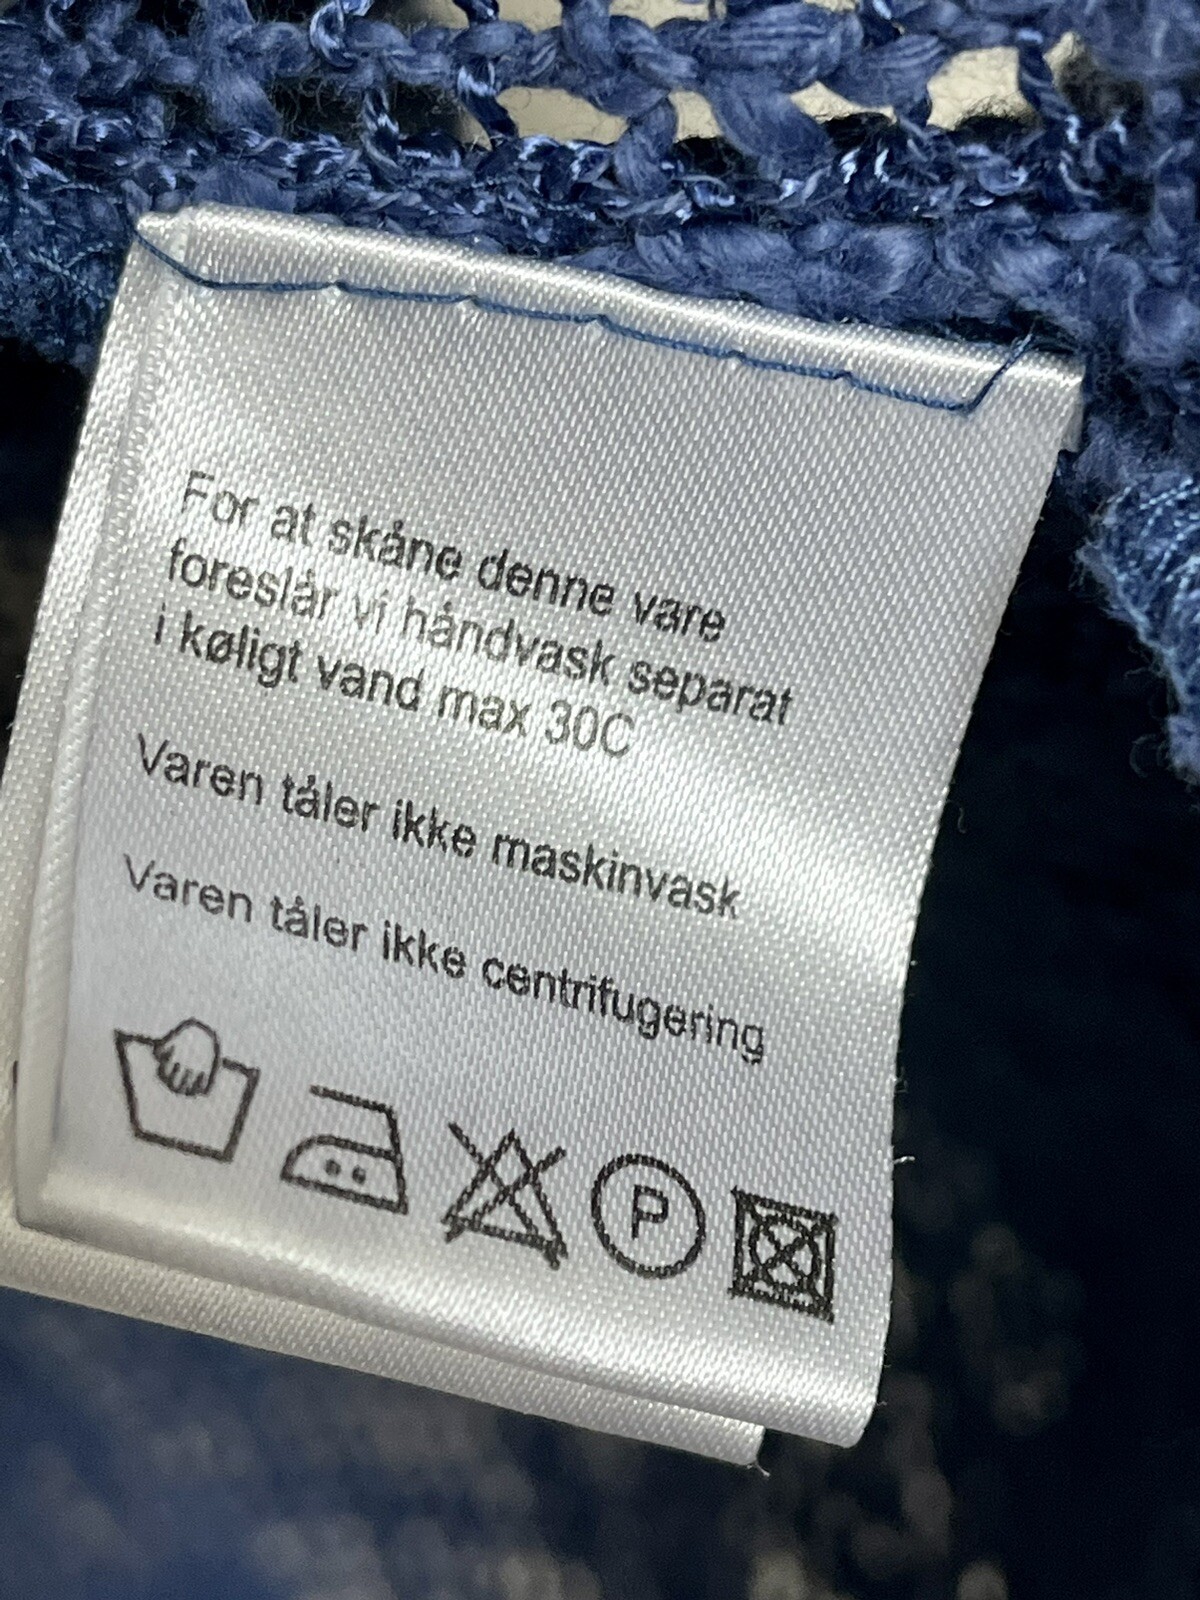 For at skåne denne vare
foreslår vi håndvask separat
i køligt vand max 30C
Varen tåler ikke maskinvask
Varen tåler ikke centrifugering
P